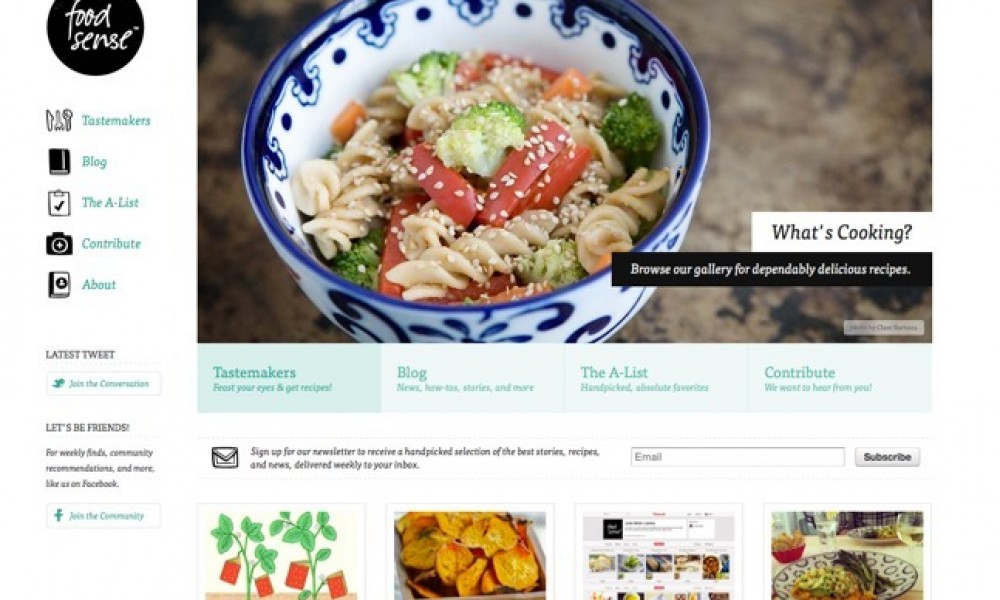 food
sense™
Tastemakers
Blog
The A-List
Contribute
About
LATEST TWEET
Join the Conversation
LET'S BE FRIENDS!
For weekly finds, community
recommendations, and more,
like us on Facebook.
Join the Community
What's Cooking?
Browse our gallery for dependably delicious recipes.
Photo by Clare Barboza
Tastemakers
Feast your eyes & get recipes!
Blog
News, how-tos, stories, and more
The A-List
Handpicked, absolute favorites
Contribute
We want to hear from you!
Sign up for our newsletter to receive a handpicked selection of the best stories, recipes,
and news, delivered weekly to your inbox.
Email
Subscribe
food
sense